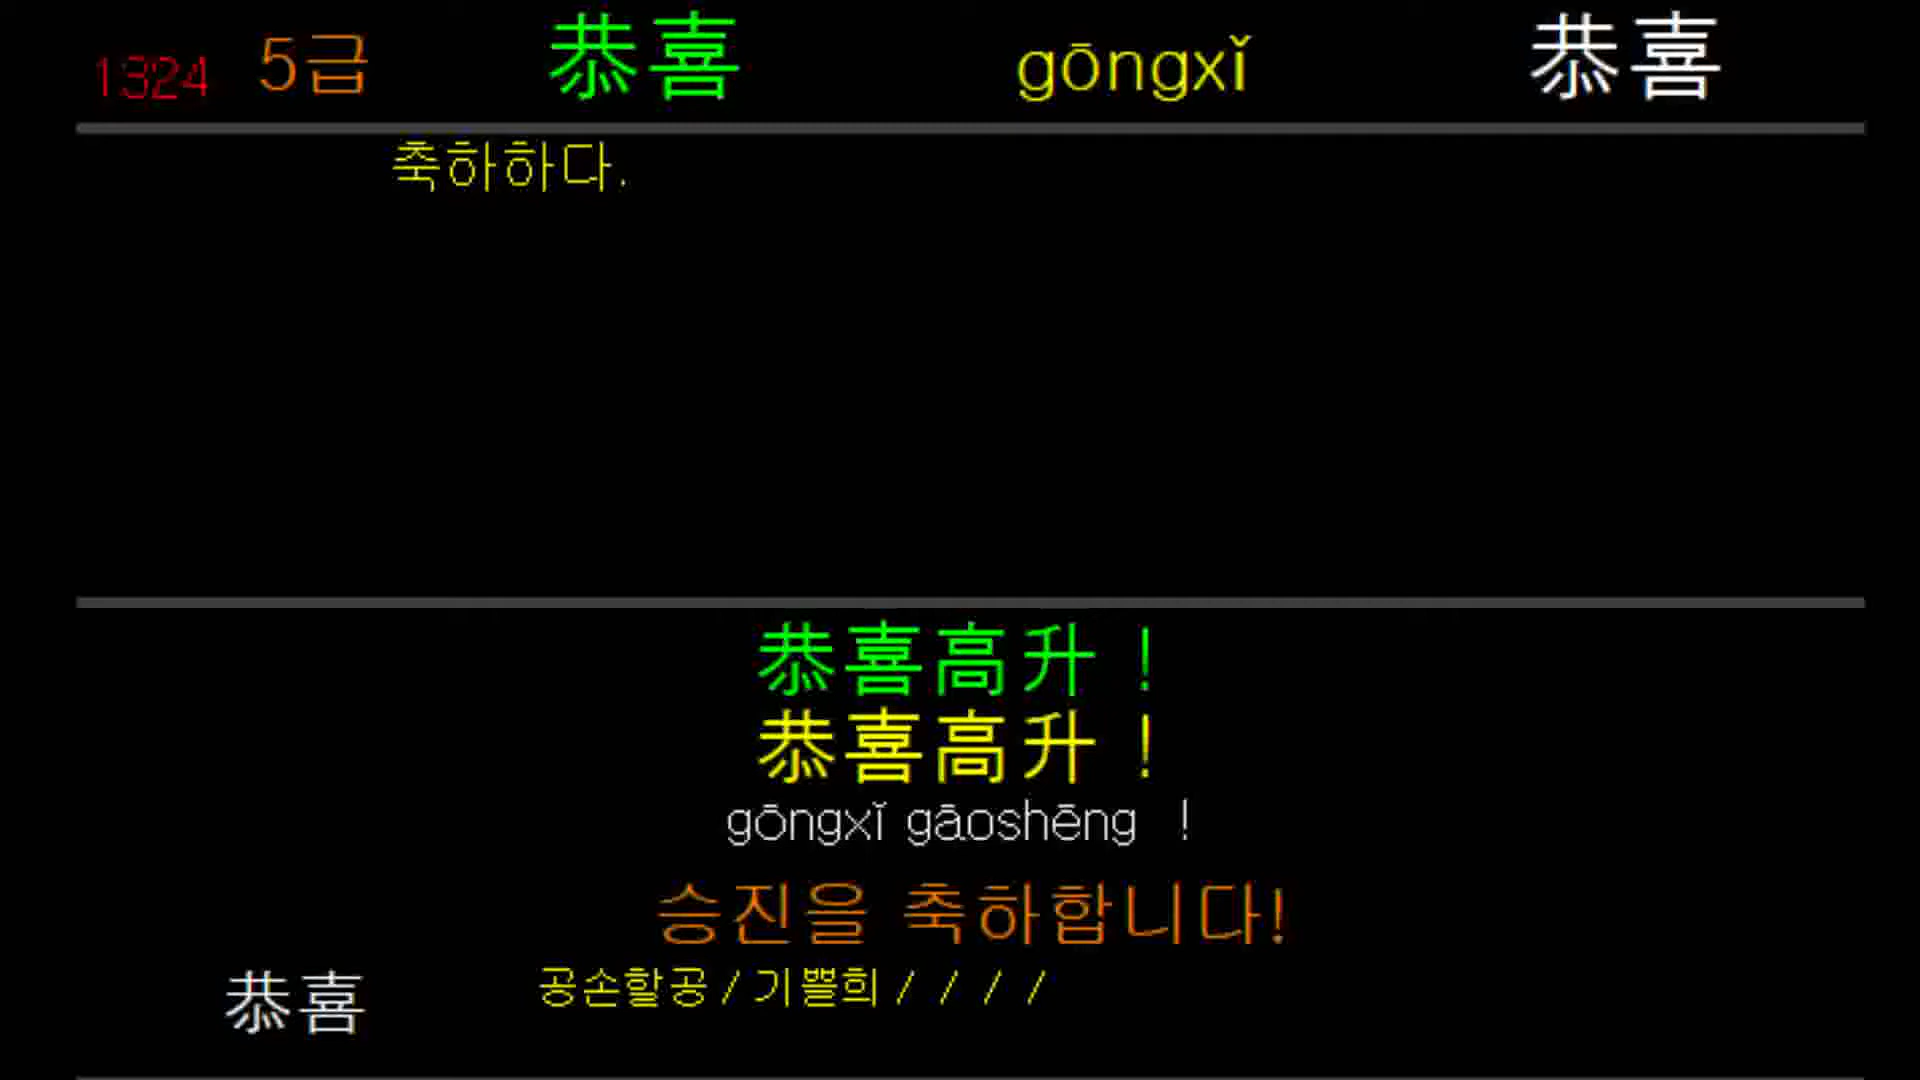 1324 5급 恭喜 gōngxǐ 恭喜
축하하다.
恭喜高升！
恭喜高升！
gōngxǐ gāoshēng !
승진을 축하합니다!
恭喜 공손할공 / 기쁠희 / / / /